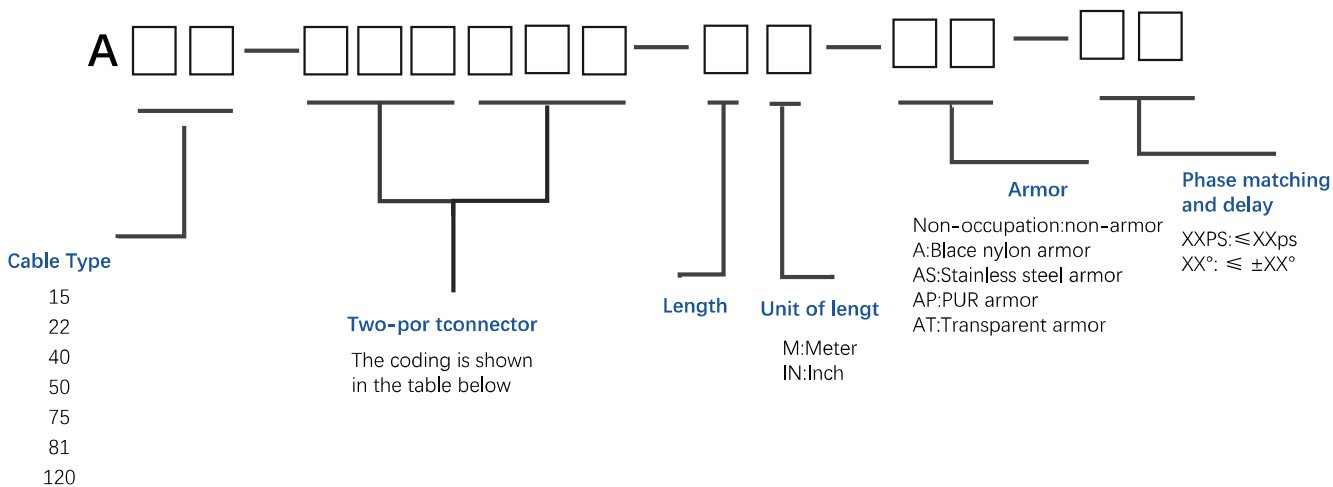 A
Cable Type
15
22
40
50
75
81
120
Two-por tconnector
The coding is shown
in the table below
Length
Unit of lengt
M:Meter
IN:Inch
Armor
Non-occupation:non-armor
A:Blace nylon armor
AS:Stainless steel armor
AP:PUR armor
AT:Transparent armor
Phase matching
and delay
XXPS:≤XXps
XX°: ≤ ±XX°